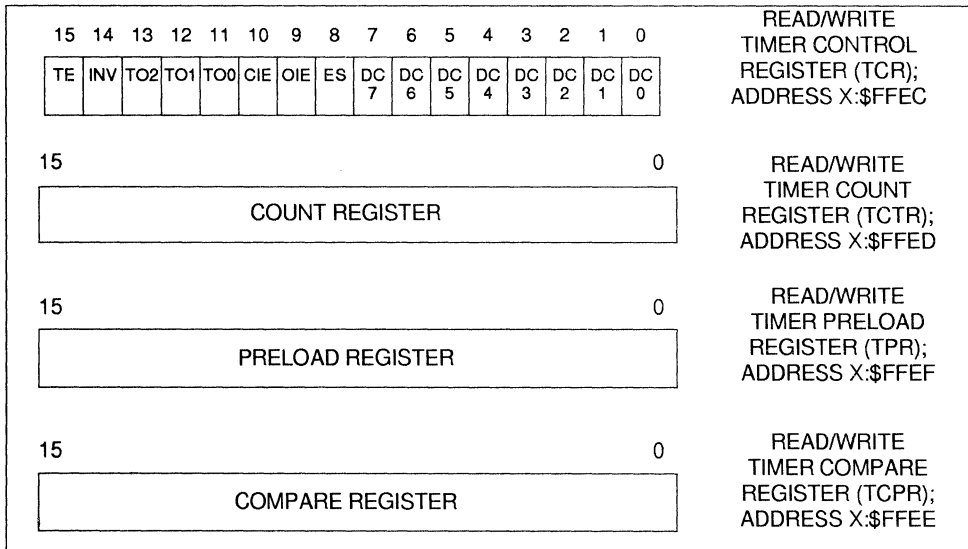 15 14 13 12 11 10 9 8 7 6 5 4 3 2 1 0
TE INV TO2 TO1 TO0 CIE OIE ES DC 7 DC 6 DC 5 DC 4 DC 3 DC 2 DC 1 DC 0
READ/WRITE
TIMER CONTROL
REGISTER (TCR);
ADDRESS X:$FFEC
15 0
COUNT REGISTER
READ/WRITE
TIMER COUNT
REGISTER (TCTR);
ADDRESS X:$FFED
15 0
PRELOAD REGISTER
READ/WRITE
TIMER PRELOAD
REGISTER (TPR);
ADDRESS X:$FFEF
15 0
COMPARE REGISTER
READ/WRITE
TIMER COMPARE
REGISTER (TCPR);
ADDRESS X:$FFEE